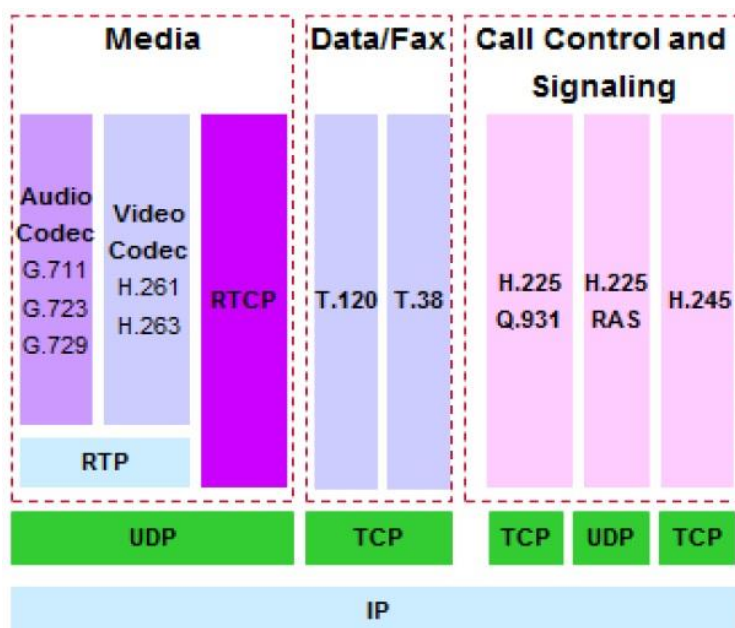 Media
Audio
Codec
G.711
G.723
G.729
Video
Codec
H.261
H.263
RTCP
RTP
Data/Fax
T.120
T.38
Call Control and
Signaling
H.225
Q.931
H.225
RAS
H.245
UDP
TCP
TCP
UDP
TCP
IP